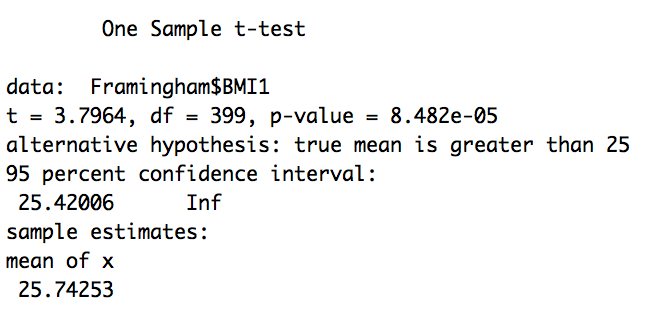 One Sample t-test
data:  Framingham$BMI1
t = 3.7964, df = 399, p-value = 8.482e-05
alternative hypothesis: true mean is greater than 25
95 percent confidence interval:
25.42006      Inf
sample estimates:
mean of x
25.74253